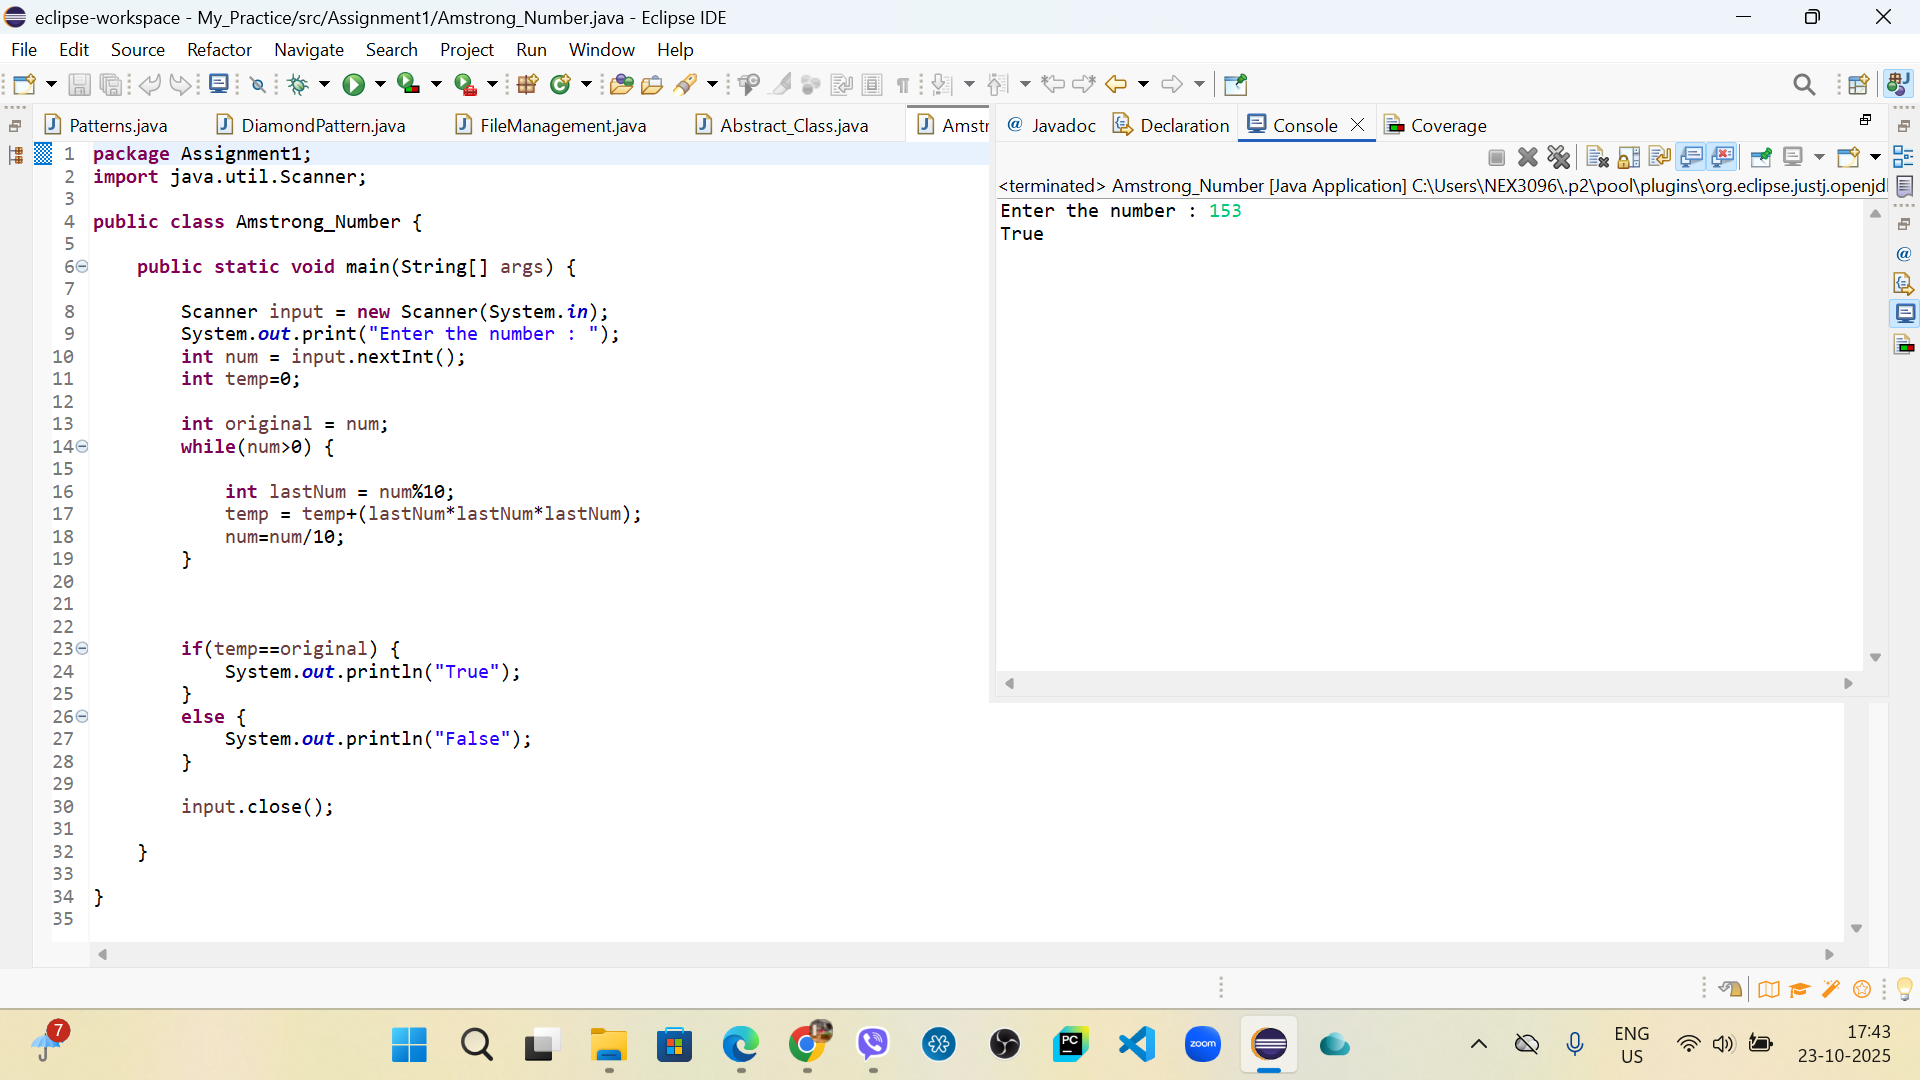 eclipse-workspace - My_Practice/src/Assignment1/Amstrong_Number.java - Eclipse IDE
File Edit Source Refactor Navigate Search Project Run Window Help
Patterns.java DiamondPattern.java FileManagement.java Abstract_Class.java Amstr
@ Javadoc Declaration Console Coverage
1 package Assignment1;
2 import java.util.Scanner;
3
4 public class Amstrong_Number {
5
6 public static void main(String[] args) {
7
8 Scanner input = new Scanner(System.in);
9 System.out.print("Enter the number : ");
10 int num = input.nextInt();
11 int temp=0;
12
13 int original = num;
14 while(num>0) {
15
16 int lastNum = num%10;
17 temp = temp+(lastNum*lastNum*lastNum);
18 num=num/10;
19 }
20
21
22
23 if(temp==original) {
24 System.out.println("True");
25 }
26 else {
27 System.out.println("False");
28 }
29
30 input.close();
31
32 }
33
34 }
35
<terminated> Amstrong_Number [Java Application] C:\Users\NEX3096\.p2\pool\plugins\org.eclipse.justj.openjd
Enter the number : 153
True
7
PC
zoom
ENG
US
17:43
23-10-2025